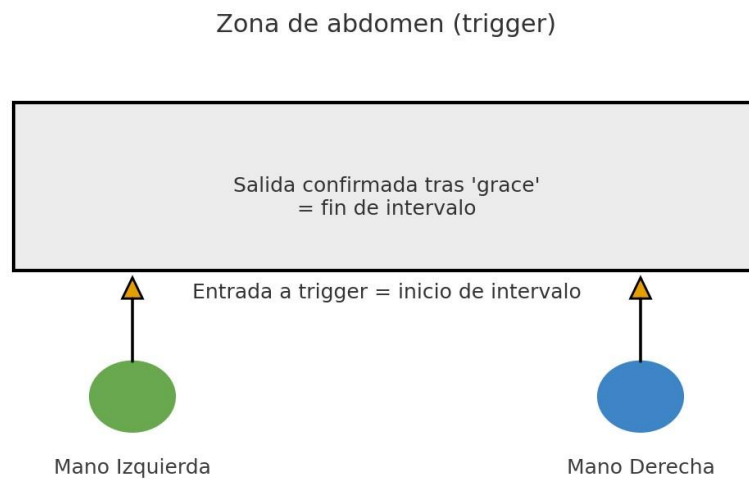 Zona de abdomen (trigger)
Salida confirmada tras 'grace'
= fin de intervalo
Entrada a trigger = inicio de intervalo
Mano Izquierda
Mano Derecha